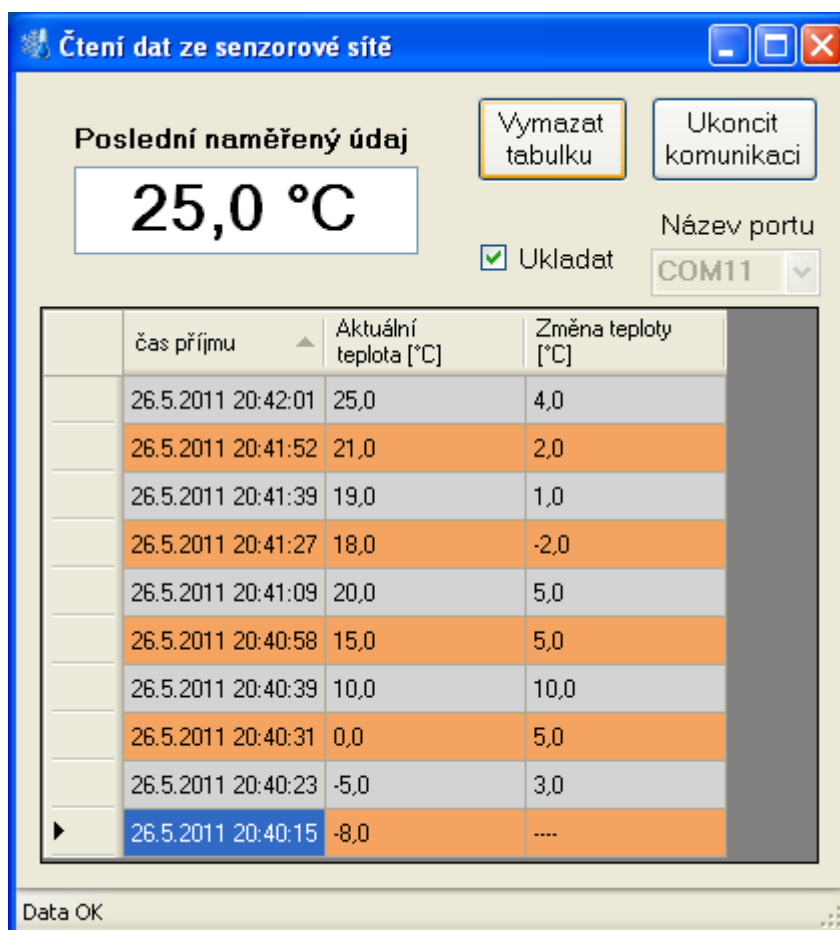 Čtení dat ze senzorové sítě
Poslední naměřený údaj
25,0 °C
Vymazat
tabulku
Ukoncit
komunikaci
Ukladat
Název portu
COM11
čas příjmu
Aktuální
teplota [°C]
Změna teploty
[°C]
26.5.2011 20:42:01 25,0 4,0
26.5.2011 20:41:52 21,0 2,0
26.5.2011 20:41:39 19,0 1,0
26.5.2011 20:41:27 18,0 -2,0
26.5.2011 20:41:09 20,0 5,0
26.5.2011 20:40:58 15,0 5,0
26.5.2011 20:40:39 10,0 10,0
26.5.2011 20:40:31 0,0 5,0
26.5.2011 20:40:23 -5,0 3,0
26.5.2011 20:40:15 -8,0 ----
Data OK